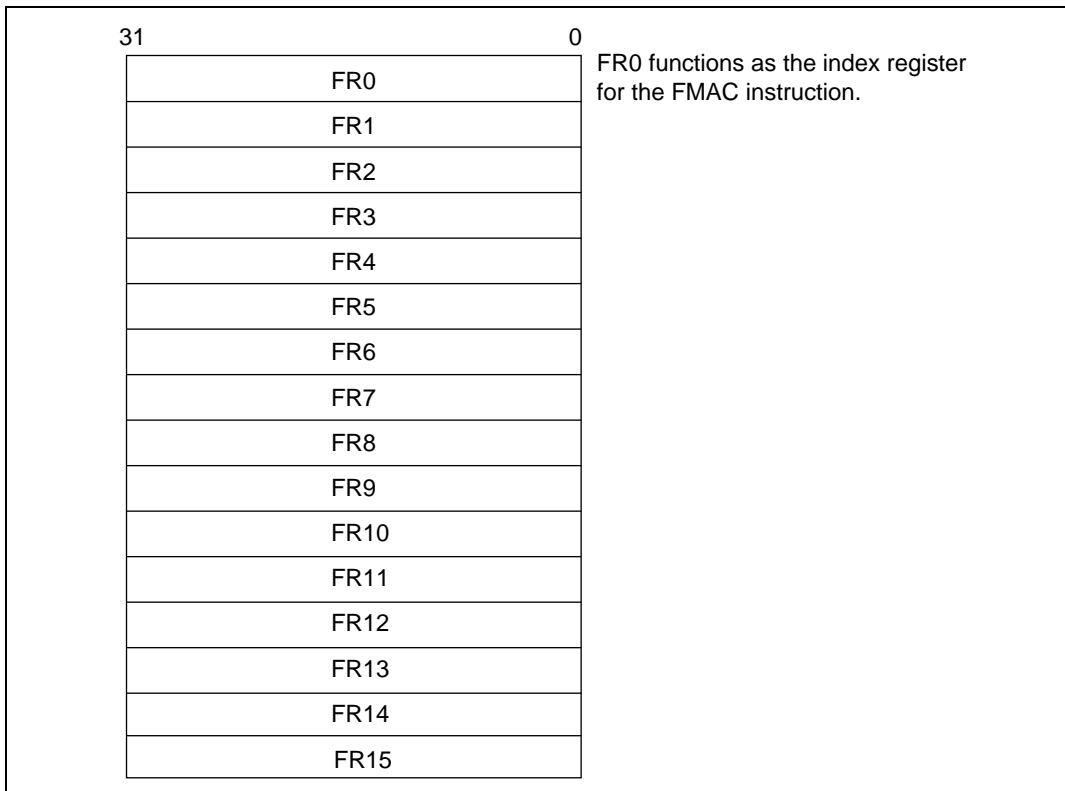 31 0
FR0 functions as the index register
for the FMAC instruction.
FR0
FR1
FR2
FR3
FR4
FR5
FR6
FR7
FR8
FR9
FR10
FR11
FR12
FR13
FR14
FR15